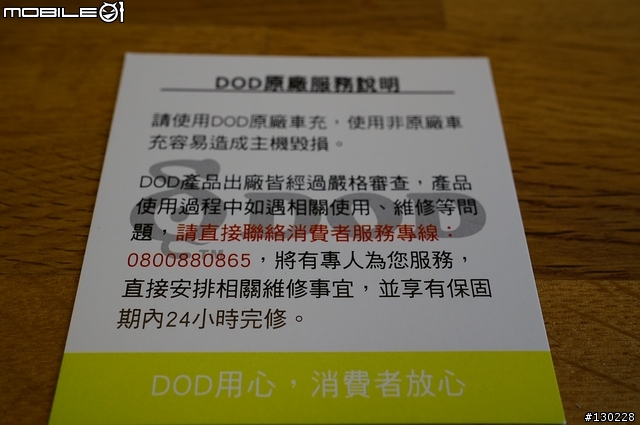 MOBILE01
DOD原廠服務說明
請使用DOD原廠車充，使用非原廠車
充容易造成主機毀損。
DOD產品出廠皆經過嚴格審查，產品
使用過程中如遇相關使用、維修等問
題，請直接聯絡消費者服務專線：
0800880865，將有專人為您服務，
直接安排相關維修事宜，並享有保固
期內24小時完修。
DOD
TM
DOD用心，消費者放心
#130228